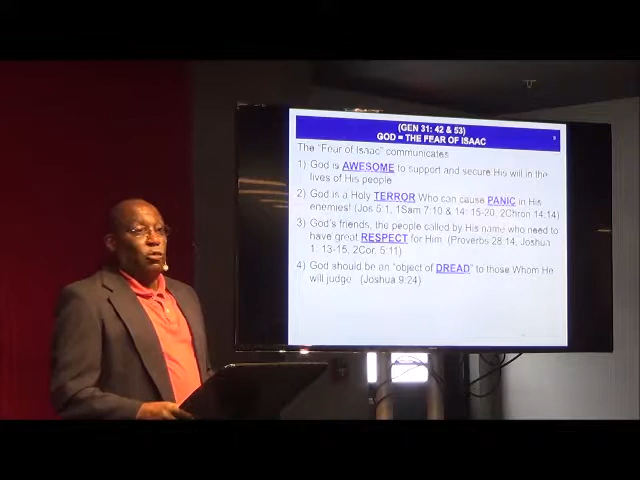 (GEN 31: 42 & 53)
GOD = THE FEAR OF ISAAC
The "Fear of Isaac" communicates
1) God is AWESOME to support and secure His will in the
lives of His people
2) God is a Holy TERROR Who can cause PANIC in His
enemies! (Jos 5:1, 1Sam 7:10 & 14: 15-20, 2Chron 14:14)
3) God's friends, the people called by His name who need to
have great RESPECT for Him. (Proverbs 28:14, Joshua
1: 13-15, 2Cor. 5:11)
4) God should be an "object of DREAD" to those Whom He
will judge (Joshua 9:24)